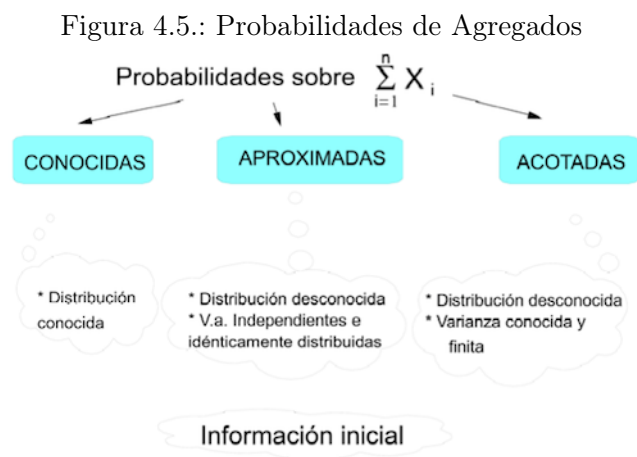 Figura 4.5.: Probabilidades de Agregados
Probabilidades sobre n ∑ i=1 X i
CONOCIDAS
APROXIMADAS
ACOTADAS
* Distribución
conocida
* Distribución desconocida
* V.a. Independientes e
idénticamente distribuidas
* Distribución desconocida
* Varianza conocida y
finita
Información inicial